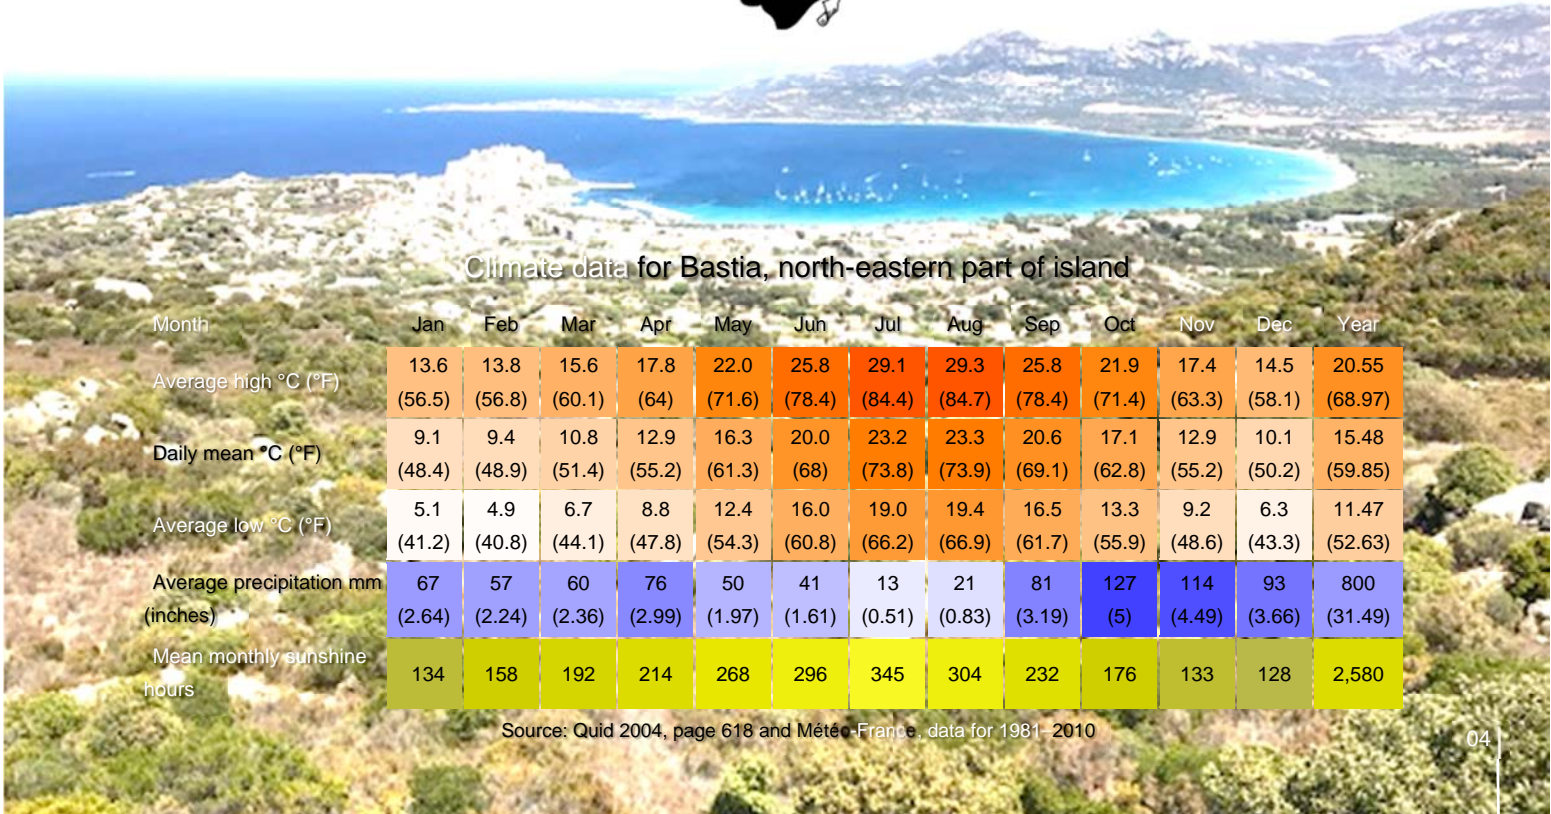 Climate data for Bastia, north-eastern part of island
Month Jan Feb Mar Apr May Jun Jul Aug Sep Oct Nov Dec Year
Average high °C (°F) 13.6 13.8 15.6 17.8 22.0 25.8 29.1 29.3 25.8 21.9 17.4 14.5 20.55
(56.5) (56.8) (60.1) (64) (71.6) (78.4) (84.4) (84.7) (78.4) (71.4) (63.3) (58.1) (68.97)
Daily mean °C (°F) 9.1 9.4 10.8 12.9 16.3 20.0 23.2 23.3 20.6 17.1 12.9 10.1 15.48
(48.4) (48.9) (51.4) (55.2) (61.3) (68) (73.8) (73.9) (69.1) (62.8) (55.2) (50.2) (59.85)
Average low °C (°F) 5.1 4.9 6.7 8.8 12.4 16.0 19.0 19.4 16.5 13.3 9.2 6.3 11.47
(41.2) (40.8) (44.1) (47.8) (54.3) (60.8) (66.2) (66.9) (61.7) (55.9) (48.6) (43.3) (52.63)
Average precipitation mm 67 57 60 76 50 41 13 21 81 127 114 93 800
(inches) (2.64) (2.24) (2.36) (2.99) (1.97) (1.61) (0.51) (0.83) (3.19) (5) (4.49) (3.66) (31.49)
Mean monthly sunshine
hours 134 158 192 214 268 296 345 304 232 176 133 128 2,580
Source: Quid 2004, page 618 and Météo-France, data for 1981–2010
04